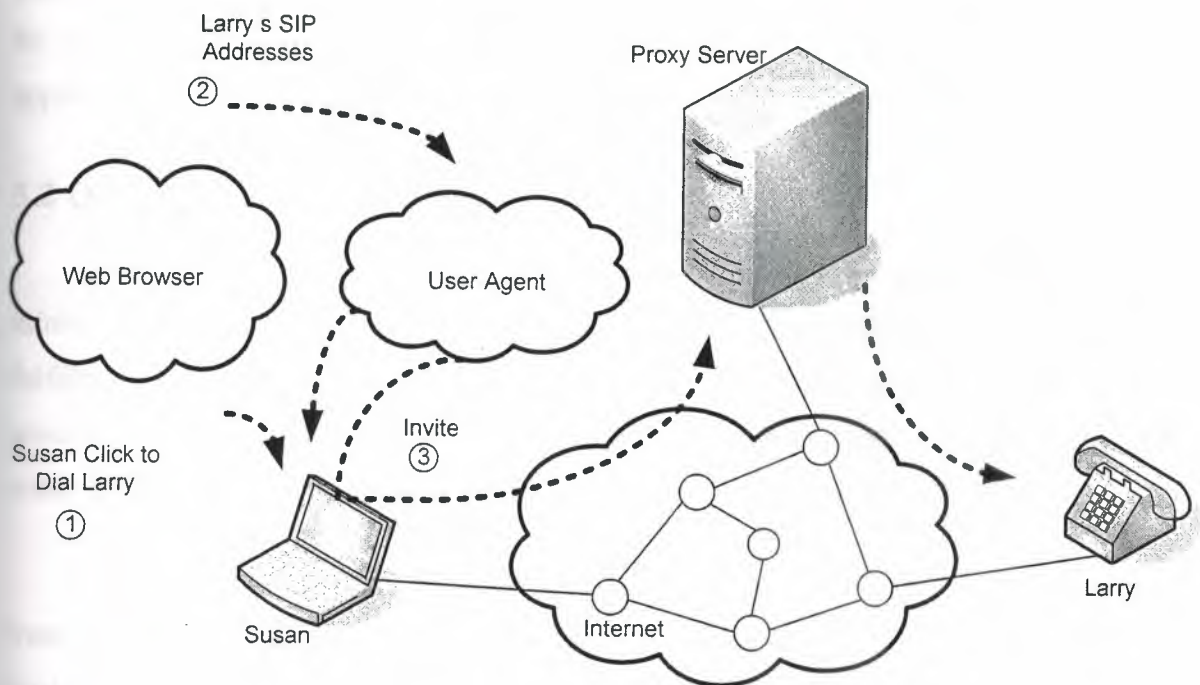 Larry s SIP
Addresses
②
Proxy Server
Web Browser
User Agent
Susan Click to
Dial Larry
①
Invite
③
Susan
Internet
Larry